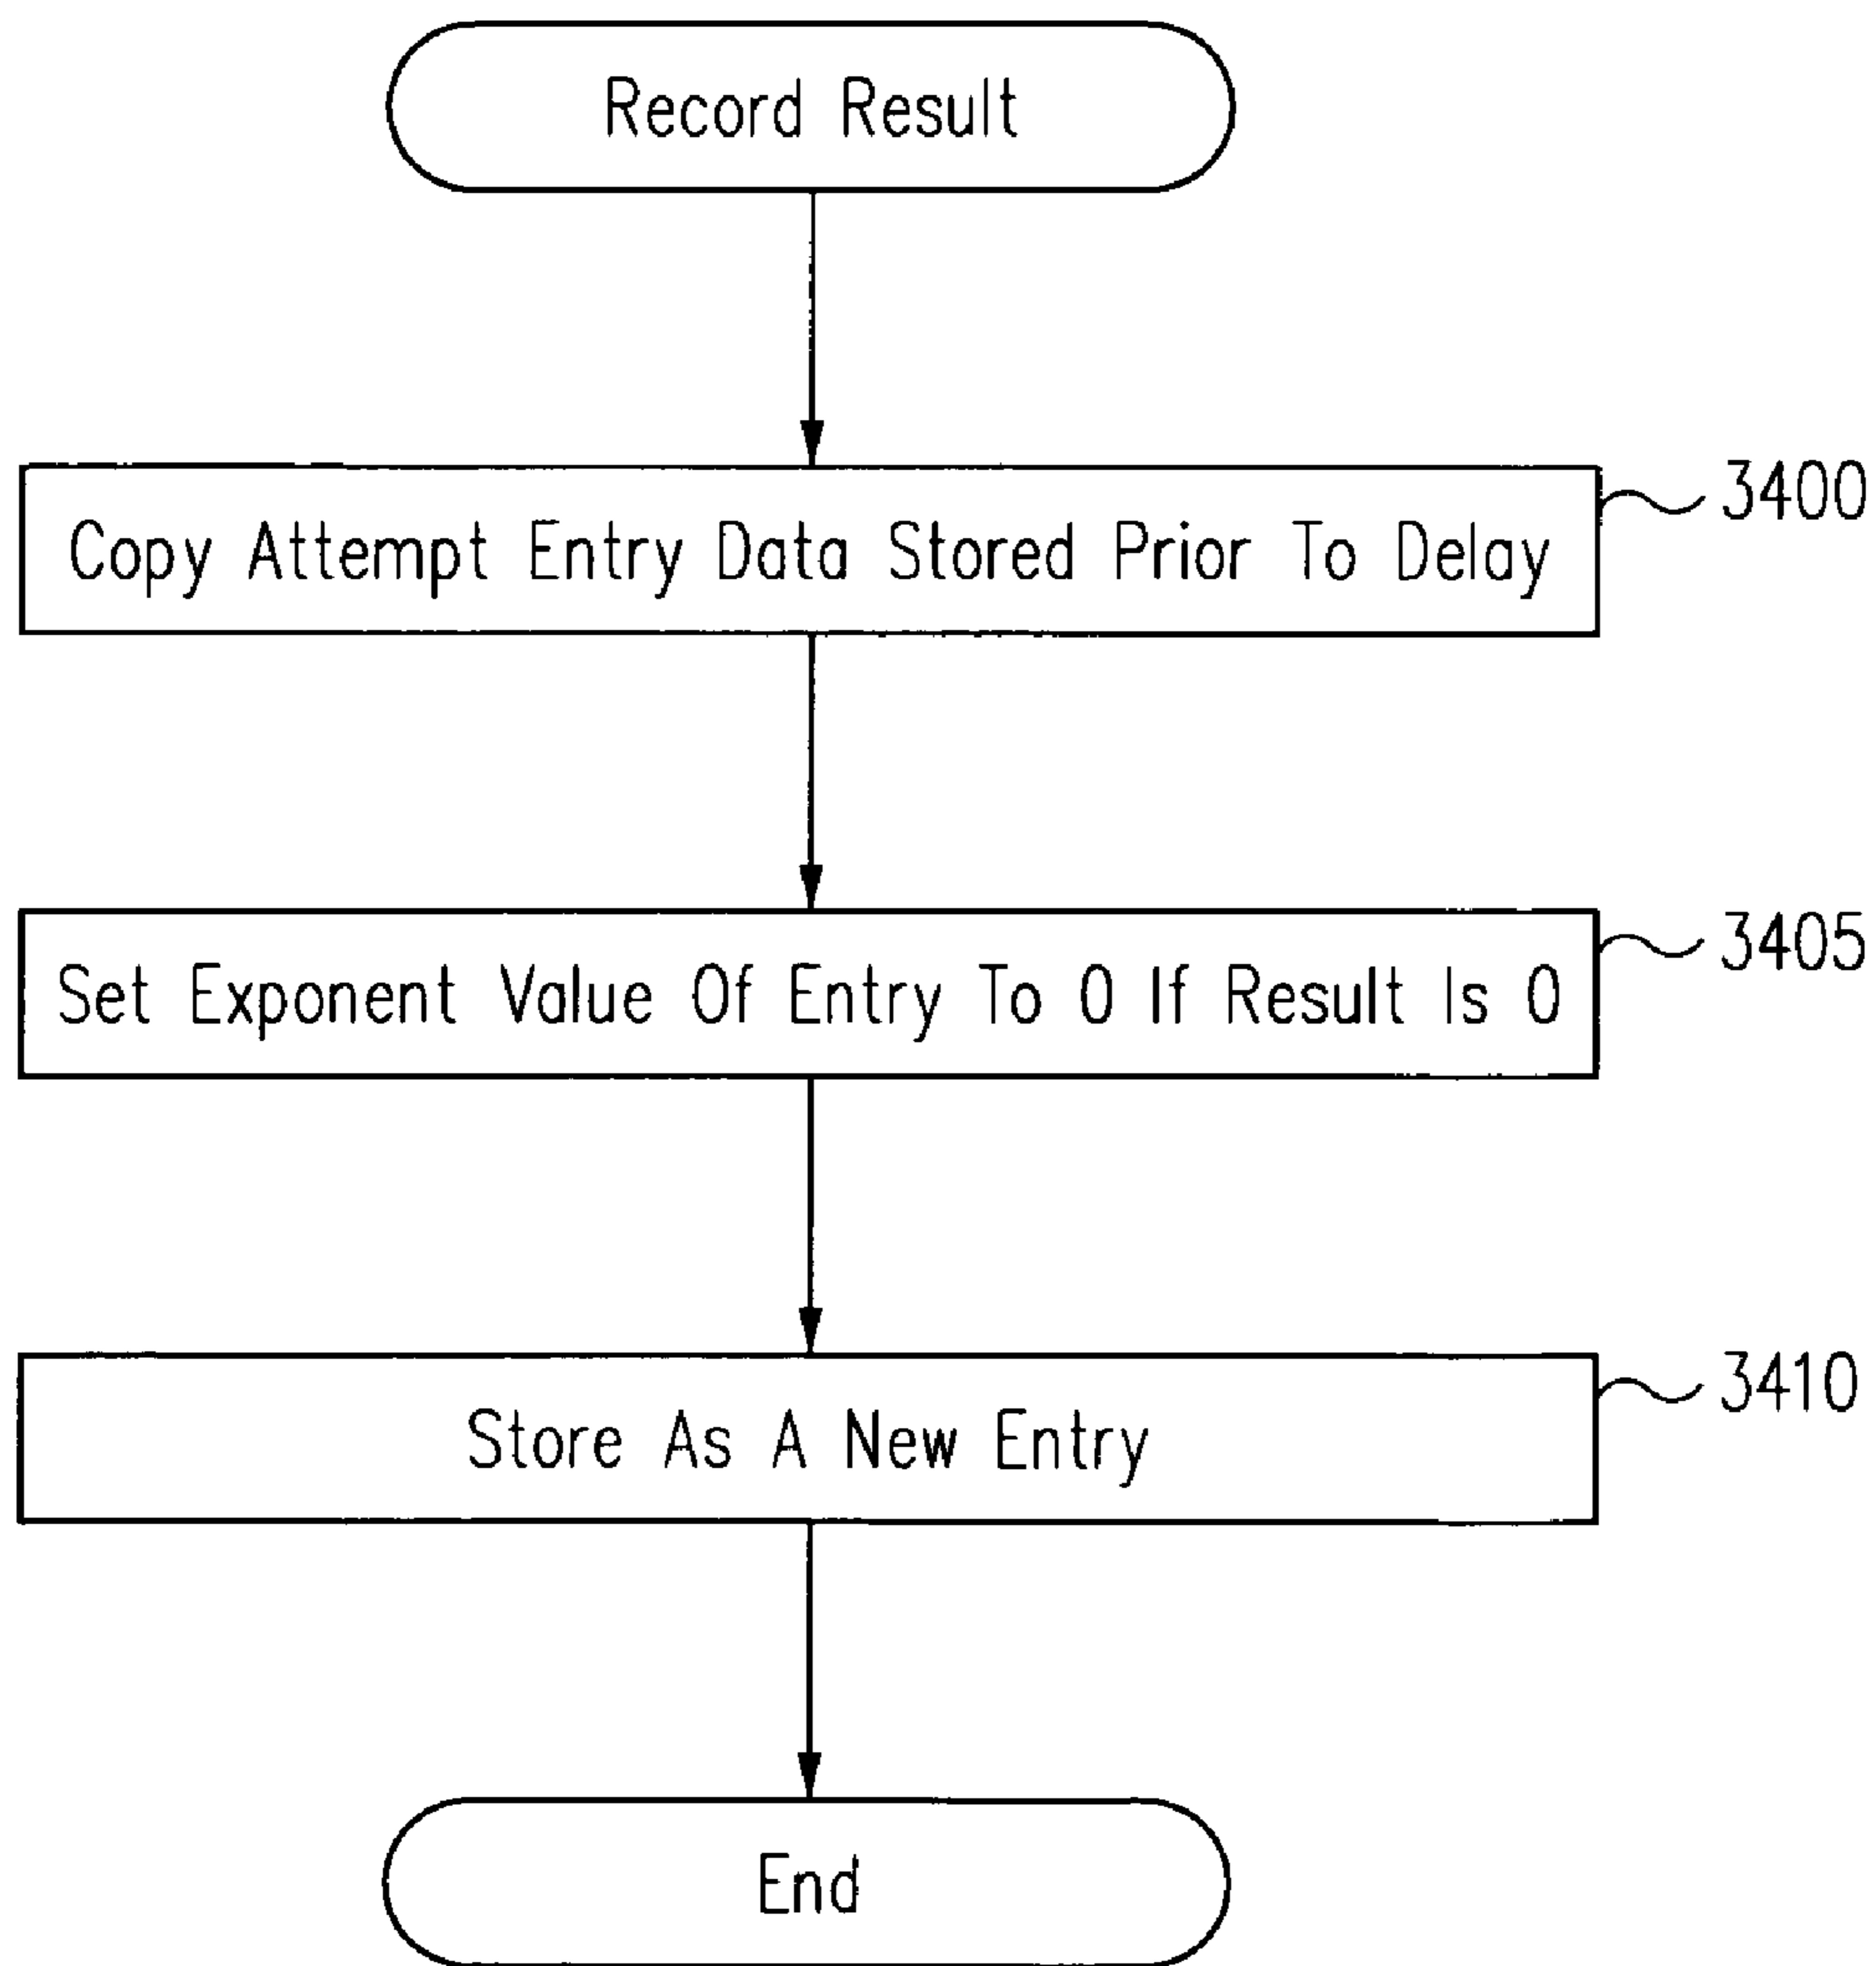 Record Result
Copy Attempt Entry Data Stored Prior To Delay
3400
Set Exponent Value Of Entry To 0 If Result Is 0
3405
Store As A New Entry
3410
End